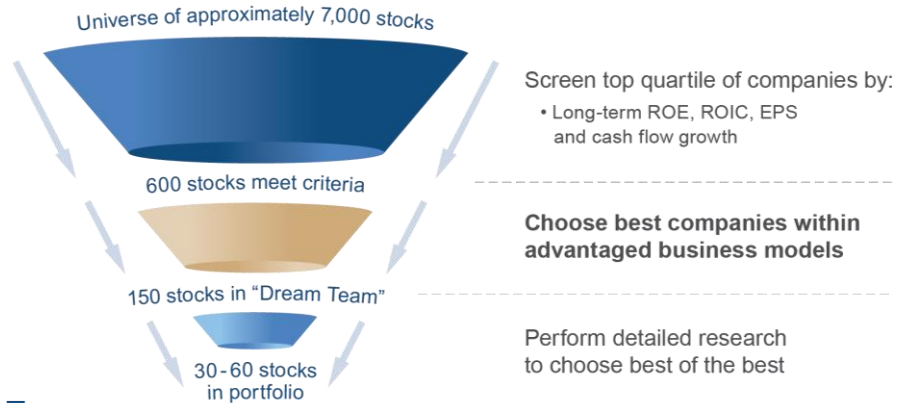 Universe of approximately 7,000 stocks
Screen top quartile of companies by:
• Long-term ROE, ROIC, EPS
and cash flow growth
600 stocks meet criteria
Choose best companies within
advantaged business models
150 stocks in “Dream Team”
Perform detailed research
to choose best of the best
30-60 stocks
in portfolio